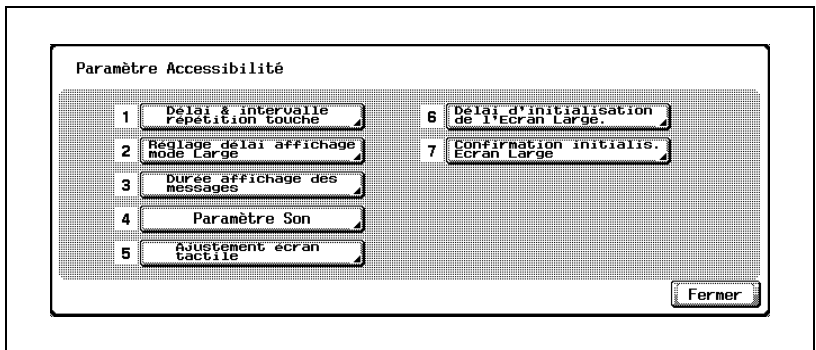 Paramètre Accessibilité
1 Délai & intervalle
répétition touche
2 Réglage délai affichage
mode Large
3 Durée affichage des
messages
4 Paramètre Son
5 Ajustement écran
tactile
6 Délai d'initialisation
de l'Ecran Large.
7 Confirmation initialis.
Ecran Large
Fermer